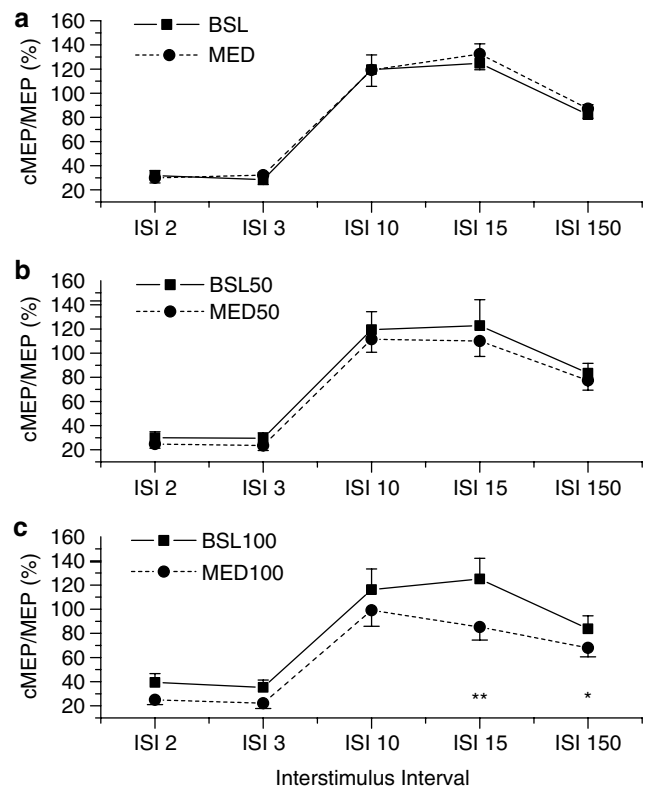 a
BSL
MED
cMEP/MEP (%)
160
140
120
100
80
60
40
20
ISI 2 ISI 3 ISI 10 ISI 15 ISI 150
b
BSL50
MED50
cMEP/MEP (%)
160
140
120
100
80
60
40
20
ISI 2 ISI 3 ISI 10 ISI 15 ISI 150
c
BSL100
MED100
cMEP/MEP (%)
160
140
120
100
80
60
40
20
** *
ISI 2 ISI 3 ISI 10 ISI 15 ISI 150
Interstimulus Interval